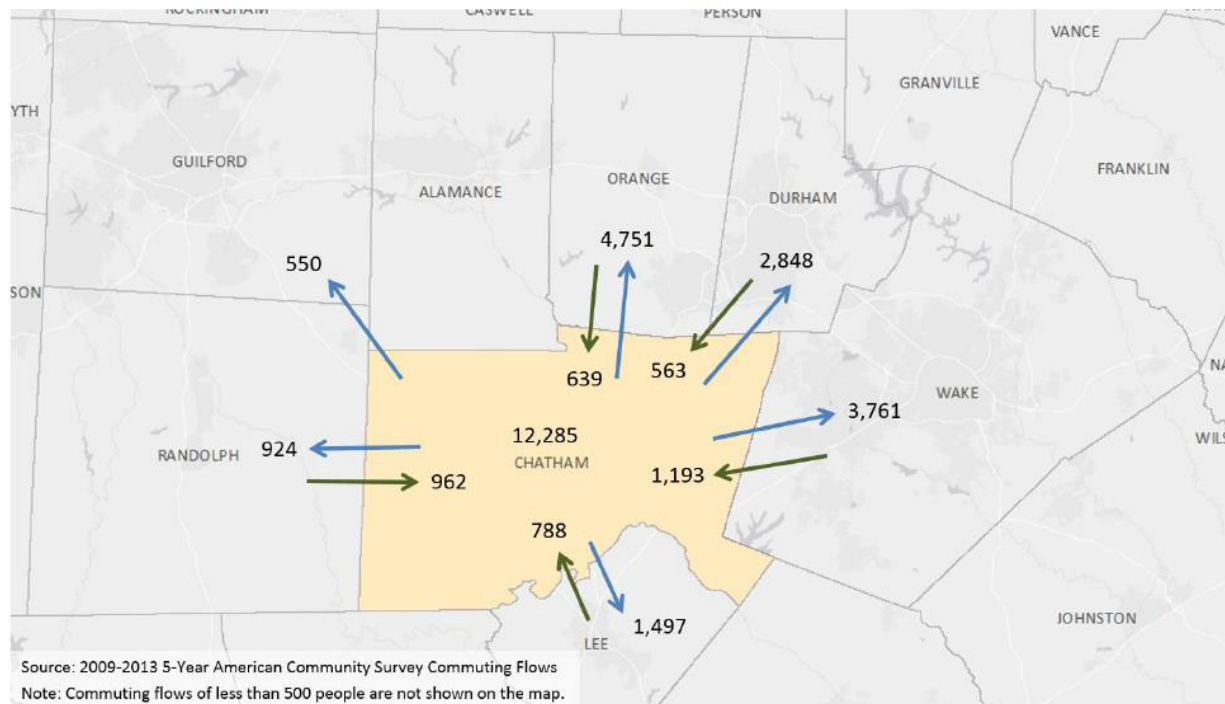 ROCKINGHAM
CASWELL
PERSON
VANCE
GRANVILLE
YTH
GUILFORD
ALAMANCE
ORANGE
DURHAM
FRANKLIN
4,751
550
2,848
SON
639
563
NA
WAKE
3,761
12,285
RANDOLPH
924
CHATHAM
962
1,193
WILS
788
1,497
LEE
JOHNSTON
Source: 2009-2013 5-Year American Community Survey Commuting Flows
Note: Commuting flows of less than 500 people are not shown on the map.